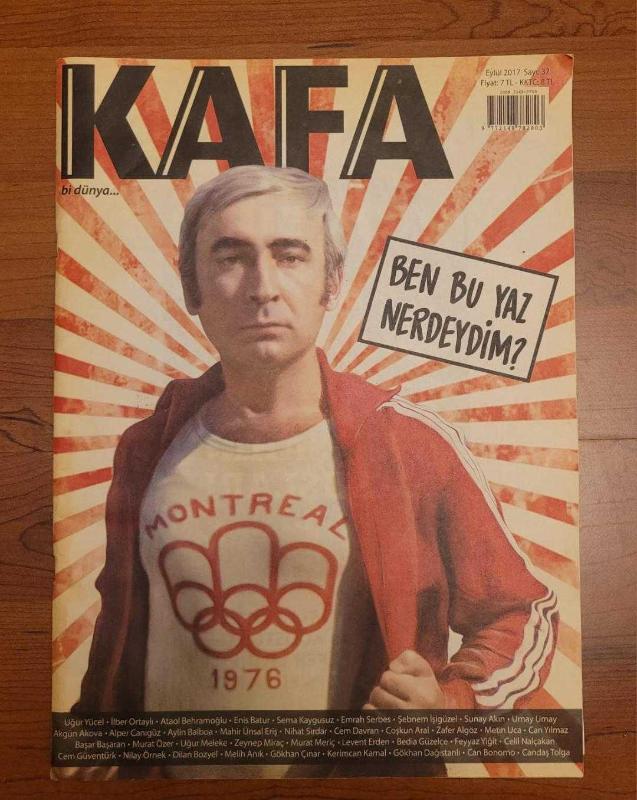 KAFA
bi dünya...
Eylül 2017 Sayı: 37
Fiyat: 7 TL - KKTC: 8 TL
BEN BU YAZ
NERDEYDİM?
MONTREAL
1976
Uğur Yücel • İlber Ortaylı • Ataol Behramoğlu • Enis Batur • Sema Kaygusuz • Emrah Serbes • Şebnem İşigüzel • Sunay Akın • Umay Umay
Akgün Akova • Alper Canıgüz • Aylin Balboa • Mahir Ünsal Eriş • Nihat Sırdar • Cem Davran • Coşkun Aral • Zafer Algöz • Metin Uca • Can Yılmaz
Başar Başaran • Murat Özer • Uğur Meleke • Zeynep Miraç • Murat Meriç • Levent Erden • Bedia Güzelce • Feyyaz Yiğit • Celil Nalçakan
Cem Güventürk • Nilay Örnek • Dilan Bozyel • Melih Anık • Gökhan Çınar • Kerimcan Kamal • Gökhan Dağıstanlı • Can Bonomo • Candaş Tolga